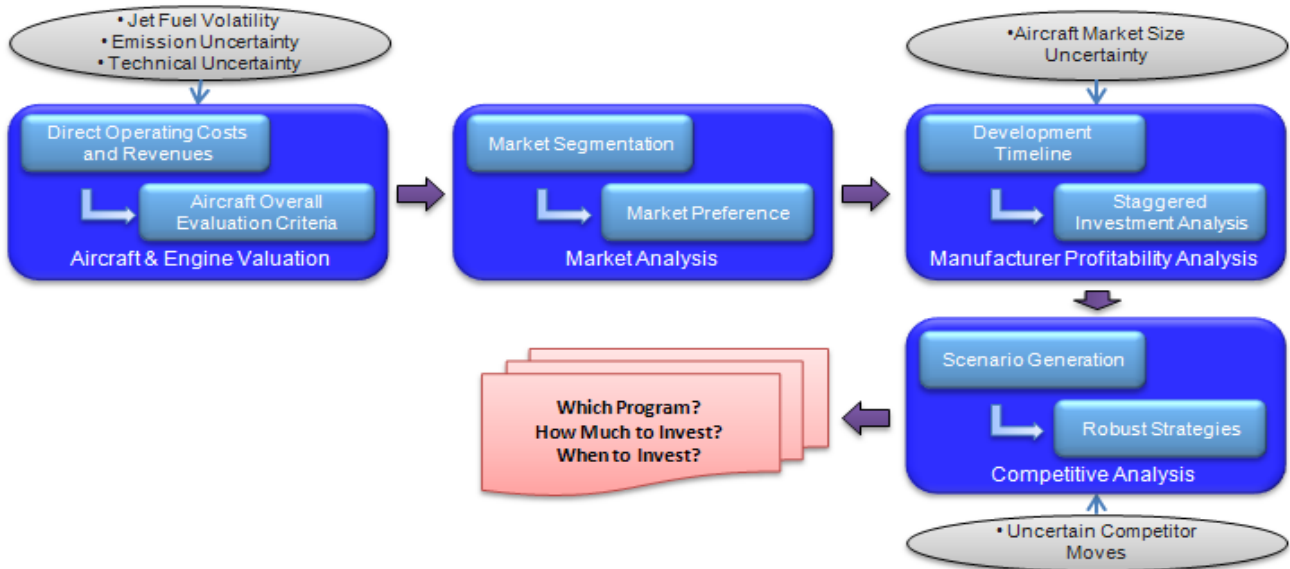 • Jet Fuel Volatility
• Emission Uncertainty
• Technical Uncertainty
Direct Operating Costs
and Revenues
Aircraft Overall
Evaluation Criteria
Aircraft & Engine Valuation
Market Segmentation
Market Preference
Market Analysis
•Aircraft Market Size
Uncertainty
Development
Timeline
Staggered
Investment Analysis
Manufacturer Profitability Analysis
Scenario Generation
Robust Strategies
Competitive Analysis
• Uncertain Competitor
Moves
Which Program?
How Much to Invest?
When to Invest?